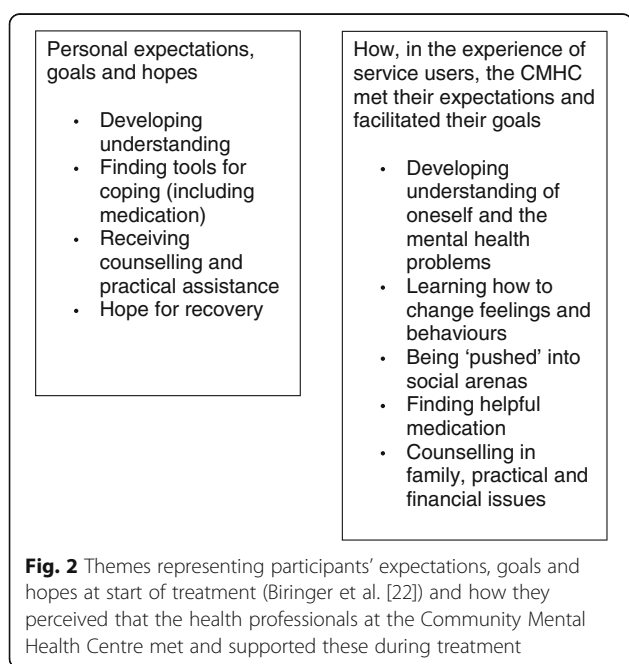 Personal expectations,
goals and hopes
• Developing
understanding
• Finding tools for
coping (including
medication)
• Receiving
counselling and
practical assistance
• Hope for recovery
How, in the experience of
service users, the CMHC
met their expectations and
facilitated their goals
• Developing
understanding of
oneself and the
mental health
problems
• Learning how to
change feelings and
behaviours
• Being ‘pushed’ into
social arenas
• Finding helpful
medication
• Counselling in
family, practical and
financial issues
Fig. 2 Themes representing participants’ expectations, goals and
hopes at start of treatment (Biringer et al. [22]) and how they
perceived that the health professionals at the Community Mental
Health Centre met and supported these during treatment